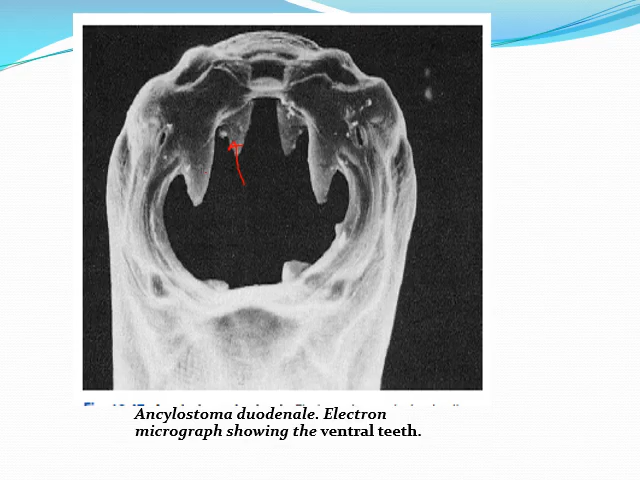 Ancylostoma duodenale. Electron
micrograph showing the ventral teeth.